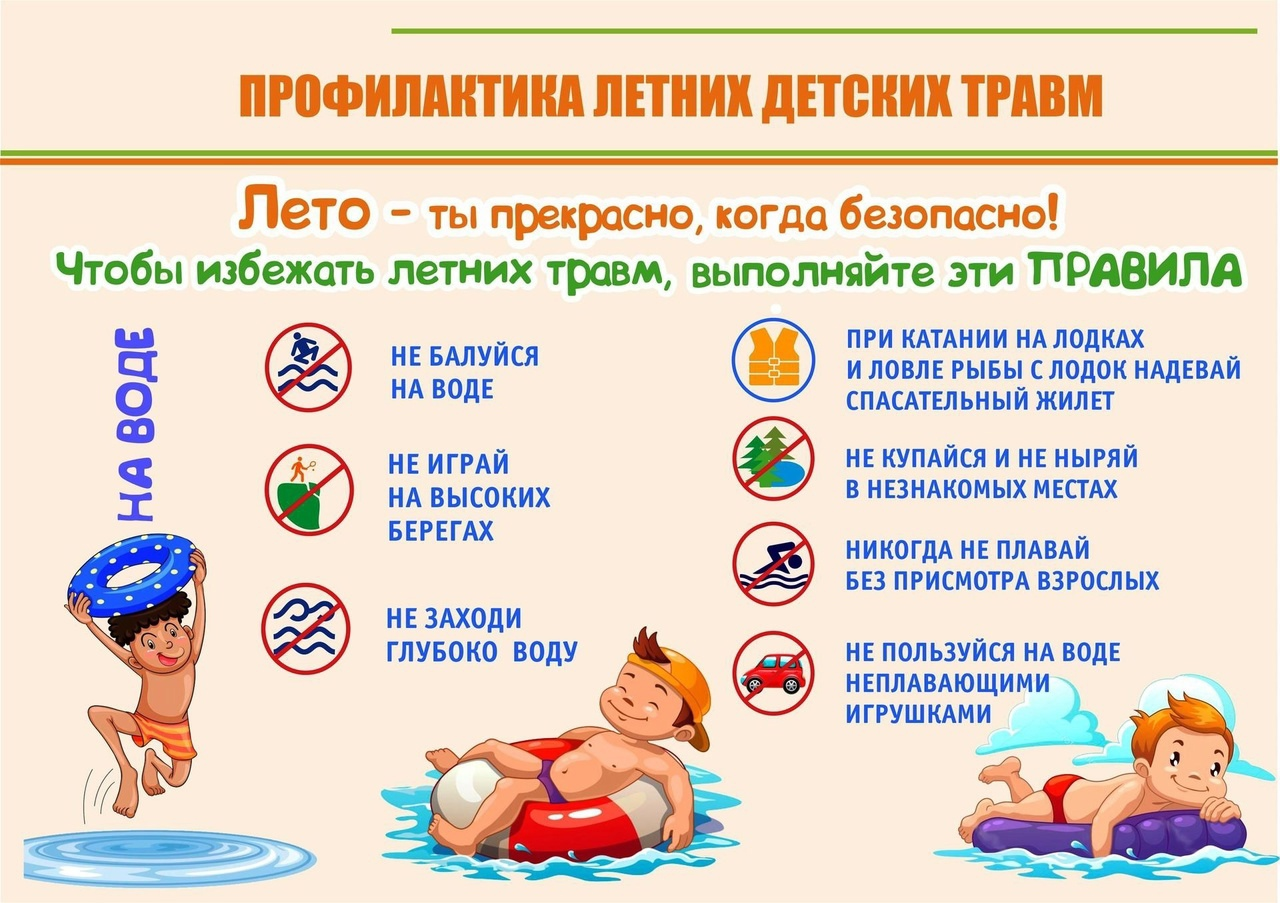 ПРОФИЛАКТИКА ЛЕТНИХ ДЕТСКИХ ТРАВМ
Лето - ты прекрасно, когда безопасно!
Чтобы избежать летних травм, выполняйте эти ПРАВИЛА
НА ВОДЕ
НЕ БАЛУЙСЯ
НА ВОДЕ
НЕ ИГРАЙ
НА ВЫСОКИХ
БЕРЕГАХ
НЕ ЗАХОДИ
ГЛУБОКО ВОДУ
ПРИ КАТАНИИ НА ЛОДКАХ
И ЛОВЛЕ РЫБЫ С ЛОДОК НАДЕВАЙ
СПАСАТЕЛЬНЫЙ ЖИЛЕТ
НЕ КУПАЙСЯ И НЕ НЫРЯЙ
В НЕЗНАКОМЫХ МЕСТАХ
НИКОГДА НЕ ПЛАВАЙ
БЕЗ ПРИСМОТРА ВЗРОСЛЫХ
НЕ ПОЛЬЗУЙСЯ НА ВОДЕ
НЕПЛАВАЮЩИМИ
ИГРУШКАМИ